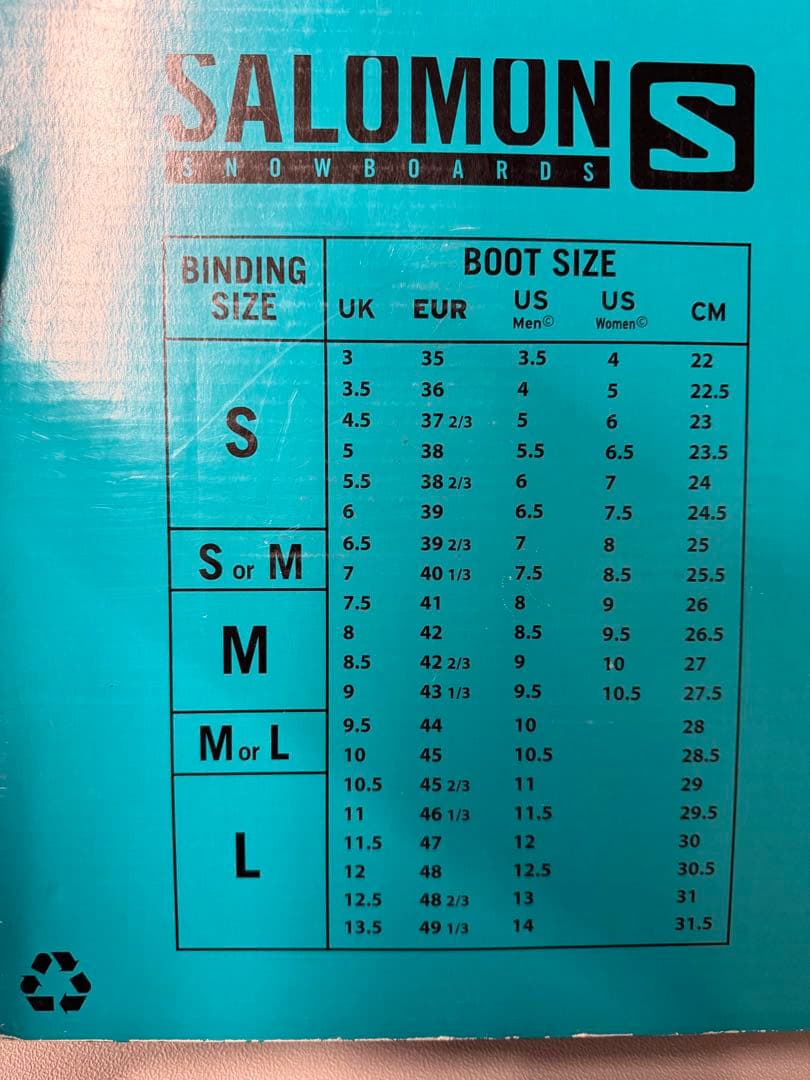 SALOMON S
SNOWBOARDS
BINDING SIZE BOOT SIZE
UK EUR US Men© US Women© CM
S
3 35 3.5 4 22
3.5 36 4 5 22.5
4.5 37 2/3 5 6 23
5 38 5.5 6.5 23.5
5.5 38 2/3 6 7 24
6 39 6.5 7.5 24.5
S or M
6.5 39 2/3 7 8 25
7 40 1/3 7.5 8.5 25.5
M
7.5 41 8 9 26
8 42 8.5 9.5 26.5
8.5 42 2/3 9 10 27
9 43 1/3 9.5 10.5 27.5
M or L
9.5 44 10 28
10 45 10.5 28.5
L
10.5 45 2/3 11 29
11 46 1/3 11.5 29.5
11.5 47 12 30
12 48 12.5 30.5
12.5 48 2/3 13 31
13.5 49 1/3 14 31.5